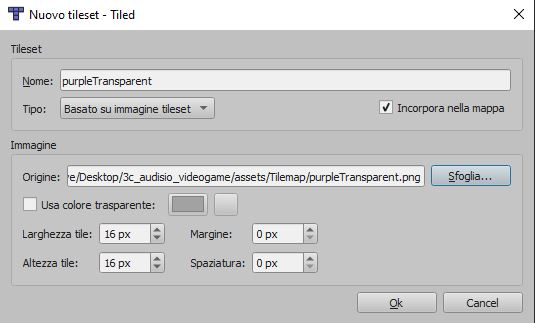 Nuovo tileset - Tiled
Tileset
Nome: purpleTransparent
Tipo: Basato su immagine tileset Incorpora nella mappa
Immagine
Origine: ve/Desktop/3c_audisio_videogame/assets/Tilemap/purpleTransparent.png Sfoglia...
Usa colore trasparente:
Larghezza tile: 16 px Margine: 0 px
Altezza tile: 16 px Spaziatura: 0 px
Ok Cancel